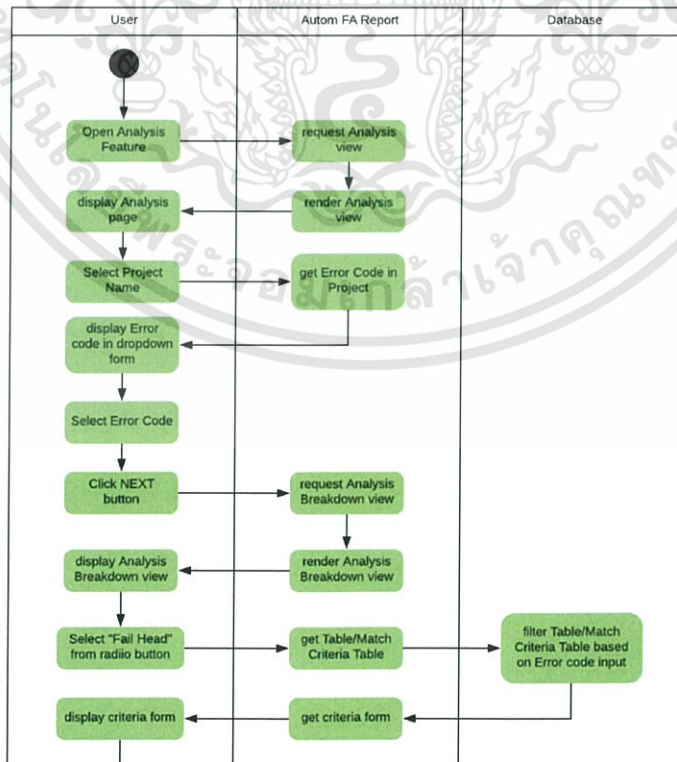 User
Autom FA Report
Database
Open Analysis
Feature
request Analysis
view
display Analysis
page
render Analysis
view
Select Project
Name
get Error Code in
Project
display Error
code in dropdown
form
Select Error Code
Click NEXT
button
request Analysis
Breakdown view
display Analysis
Breakdown view
render Analysis
Breakdown view
Select "Fail Head"
from radiio button
get Table/Match
Criteria Table
filter Table/Match
Criteria Table based
on Error code input
display criteria form
get criteria form